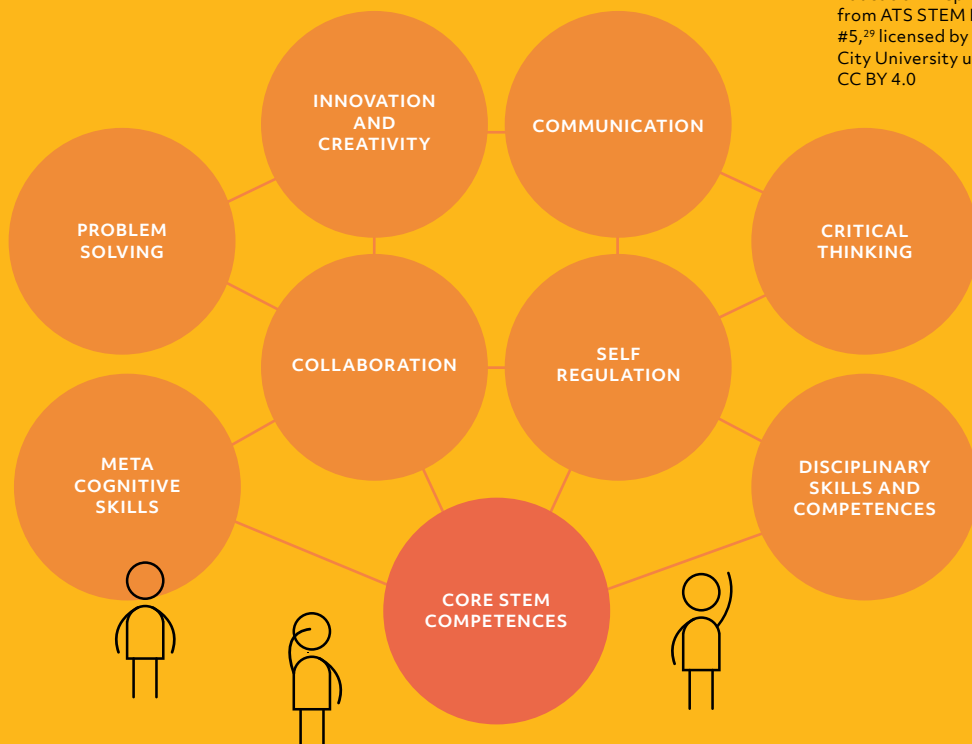 from ATS STEM
#5,²⁹ licensed by
City University
CC BY 4.0
INNOVATION
AND
CREATIVITY
COMMUNICATION
PROBLEM
SOLVING
CRITICAL
THINKING
COLLABORATION
SELF
REGULATION
META
COGNITIVE
SKILLS
DISCIPLINARY
SKILLS AND
COMPETENCES
CORE STEM
COMPETENCES